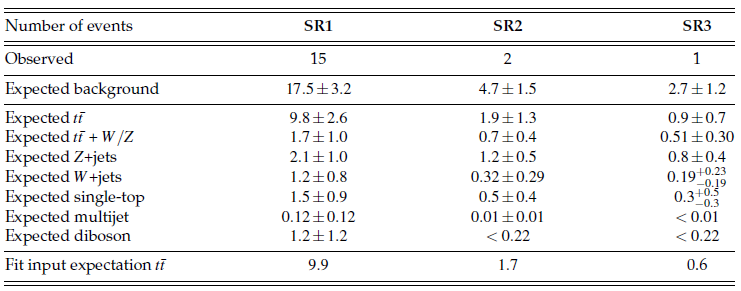 Number of events SR1 SR2 SR3
Observed 15 2 1
Expected background 17.5 ± 3.2 4.7 ± 1.5 2.7 ± 1.2
Expected tt̄ 9.8 ± 2.6 1.9 ± 1.3 0.9 ± 0.7
Expected tt̄ + W/Z 1.7 ± 1.0 0.7 ± 0.4 0.51 ± 0.30
Expected Z+jets 2.1 ± 1.0 1.2 ± 0.5 0.8 ± 0.4
Expected W+jets 1.2 ± 0.8 0.32 ± 0.29 0.19 +0.23 −0.19
Expected single-top 1.5 ± 0.9 0.5 ± 0.4 0.3 +0.5 −0.3
Expected multijet 0.12 ± 0.12 0.01 ± 0.01 < 0.01
Expected diboson 1.2 ± 1.2 < 0.22 < 0.22
Fit input expectation tt̄ 9.9 1.7 0.6